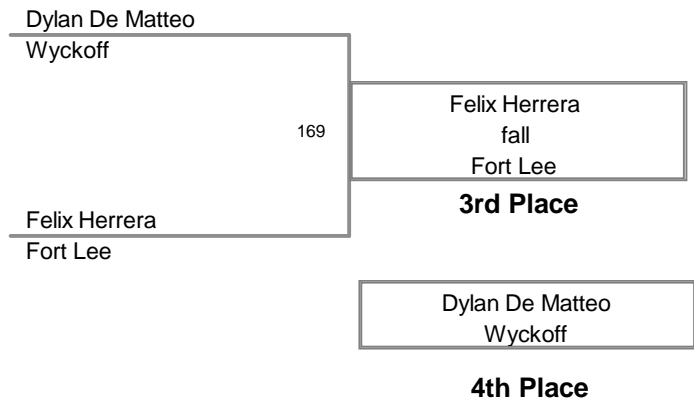 Dylan De Matteo
Wyckoff
Felix Herrera
fall
169
Fort Lee
3rd Place
Felix Herrera
Fort Lee
Dylan De Matteo
Wyckoff
4th Place